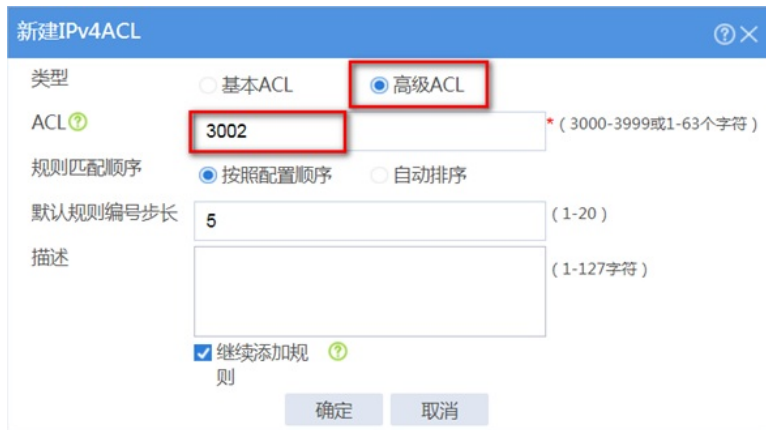 新建IPv4ACL
类型 基本ACL 高级ACL
ACL 3002 *（3000-3999或1-63个字符）
规则匹配顺序 按照配置顺序 自动排序
默认规则编号步长 5 （1-20）
描述 （1-127字符）
继续添加规
则
确定 取消